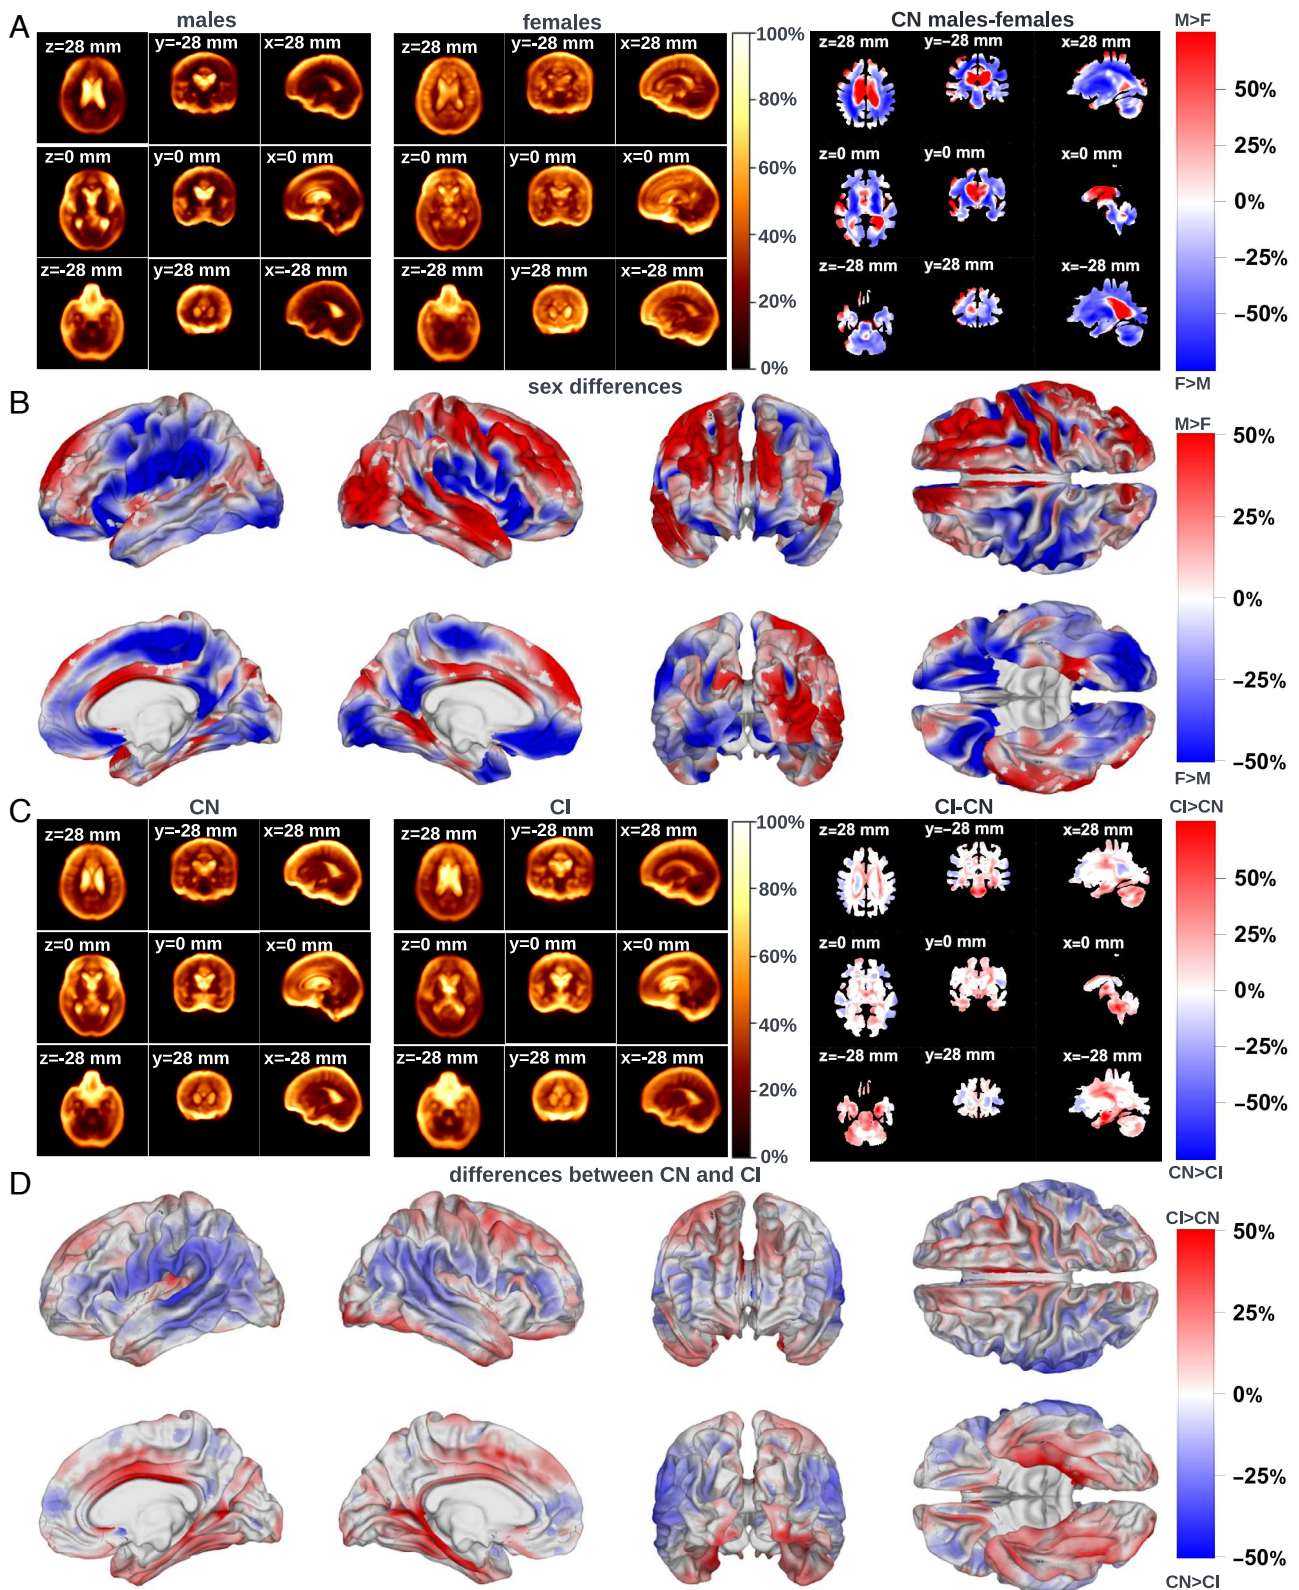 A
males
females
CN males-females
M>F
z=28 mm
y=-28 mm
x=28 mm
z=28 mm
y=-28 mm
x=28 mm
100%
z=28 mm
y=-28 mm
x=28 mm
50%
80%
25%
z=0 mm
y=0 mm
x=0 mm
z=0 mm
y=0 mm
x=0 mm
60%
z=0 mm
y=0 mm
x=0 mm
0%
40%
−25%
z=-28 mm
y=28 mm
x=-28 mm
z=-28 mm
y=28 mm
x=-28 mm
z=-28 mm
y=28 mm
x=-28 mm
20%
−50%
0%
F>M
B
sex differences
M>F
50%
25%
0%
−25%
−50%
F>M
C
CN
CI
CI-CN
CI>CN
z=28 mm
y=-28 mm
x=28 mm
z=28 mm
y=-28 mm
x=28 mm
100%
z=28 mm
y=−28 mm
x=28 mm
50%
80%
25%
z=0 mm
y=0 mm
x=0 mm
z=0 mm
y=0 mm
x=0 mm
60%
z=0 mm
y=0 mm
x=0 mm
0%
40%
−25%
z=-28 mm
y=28 mm
x=-28 mm
z=-28 mm
y=28 mm
x=-28 mm
z=-28 mm
y=28 mm
x=-28 mm
20%
−50%
0%
CN>CI
D
differences between CN and CI
CI>CN
50%
25%
0%
−25%
−50%
CN>CI